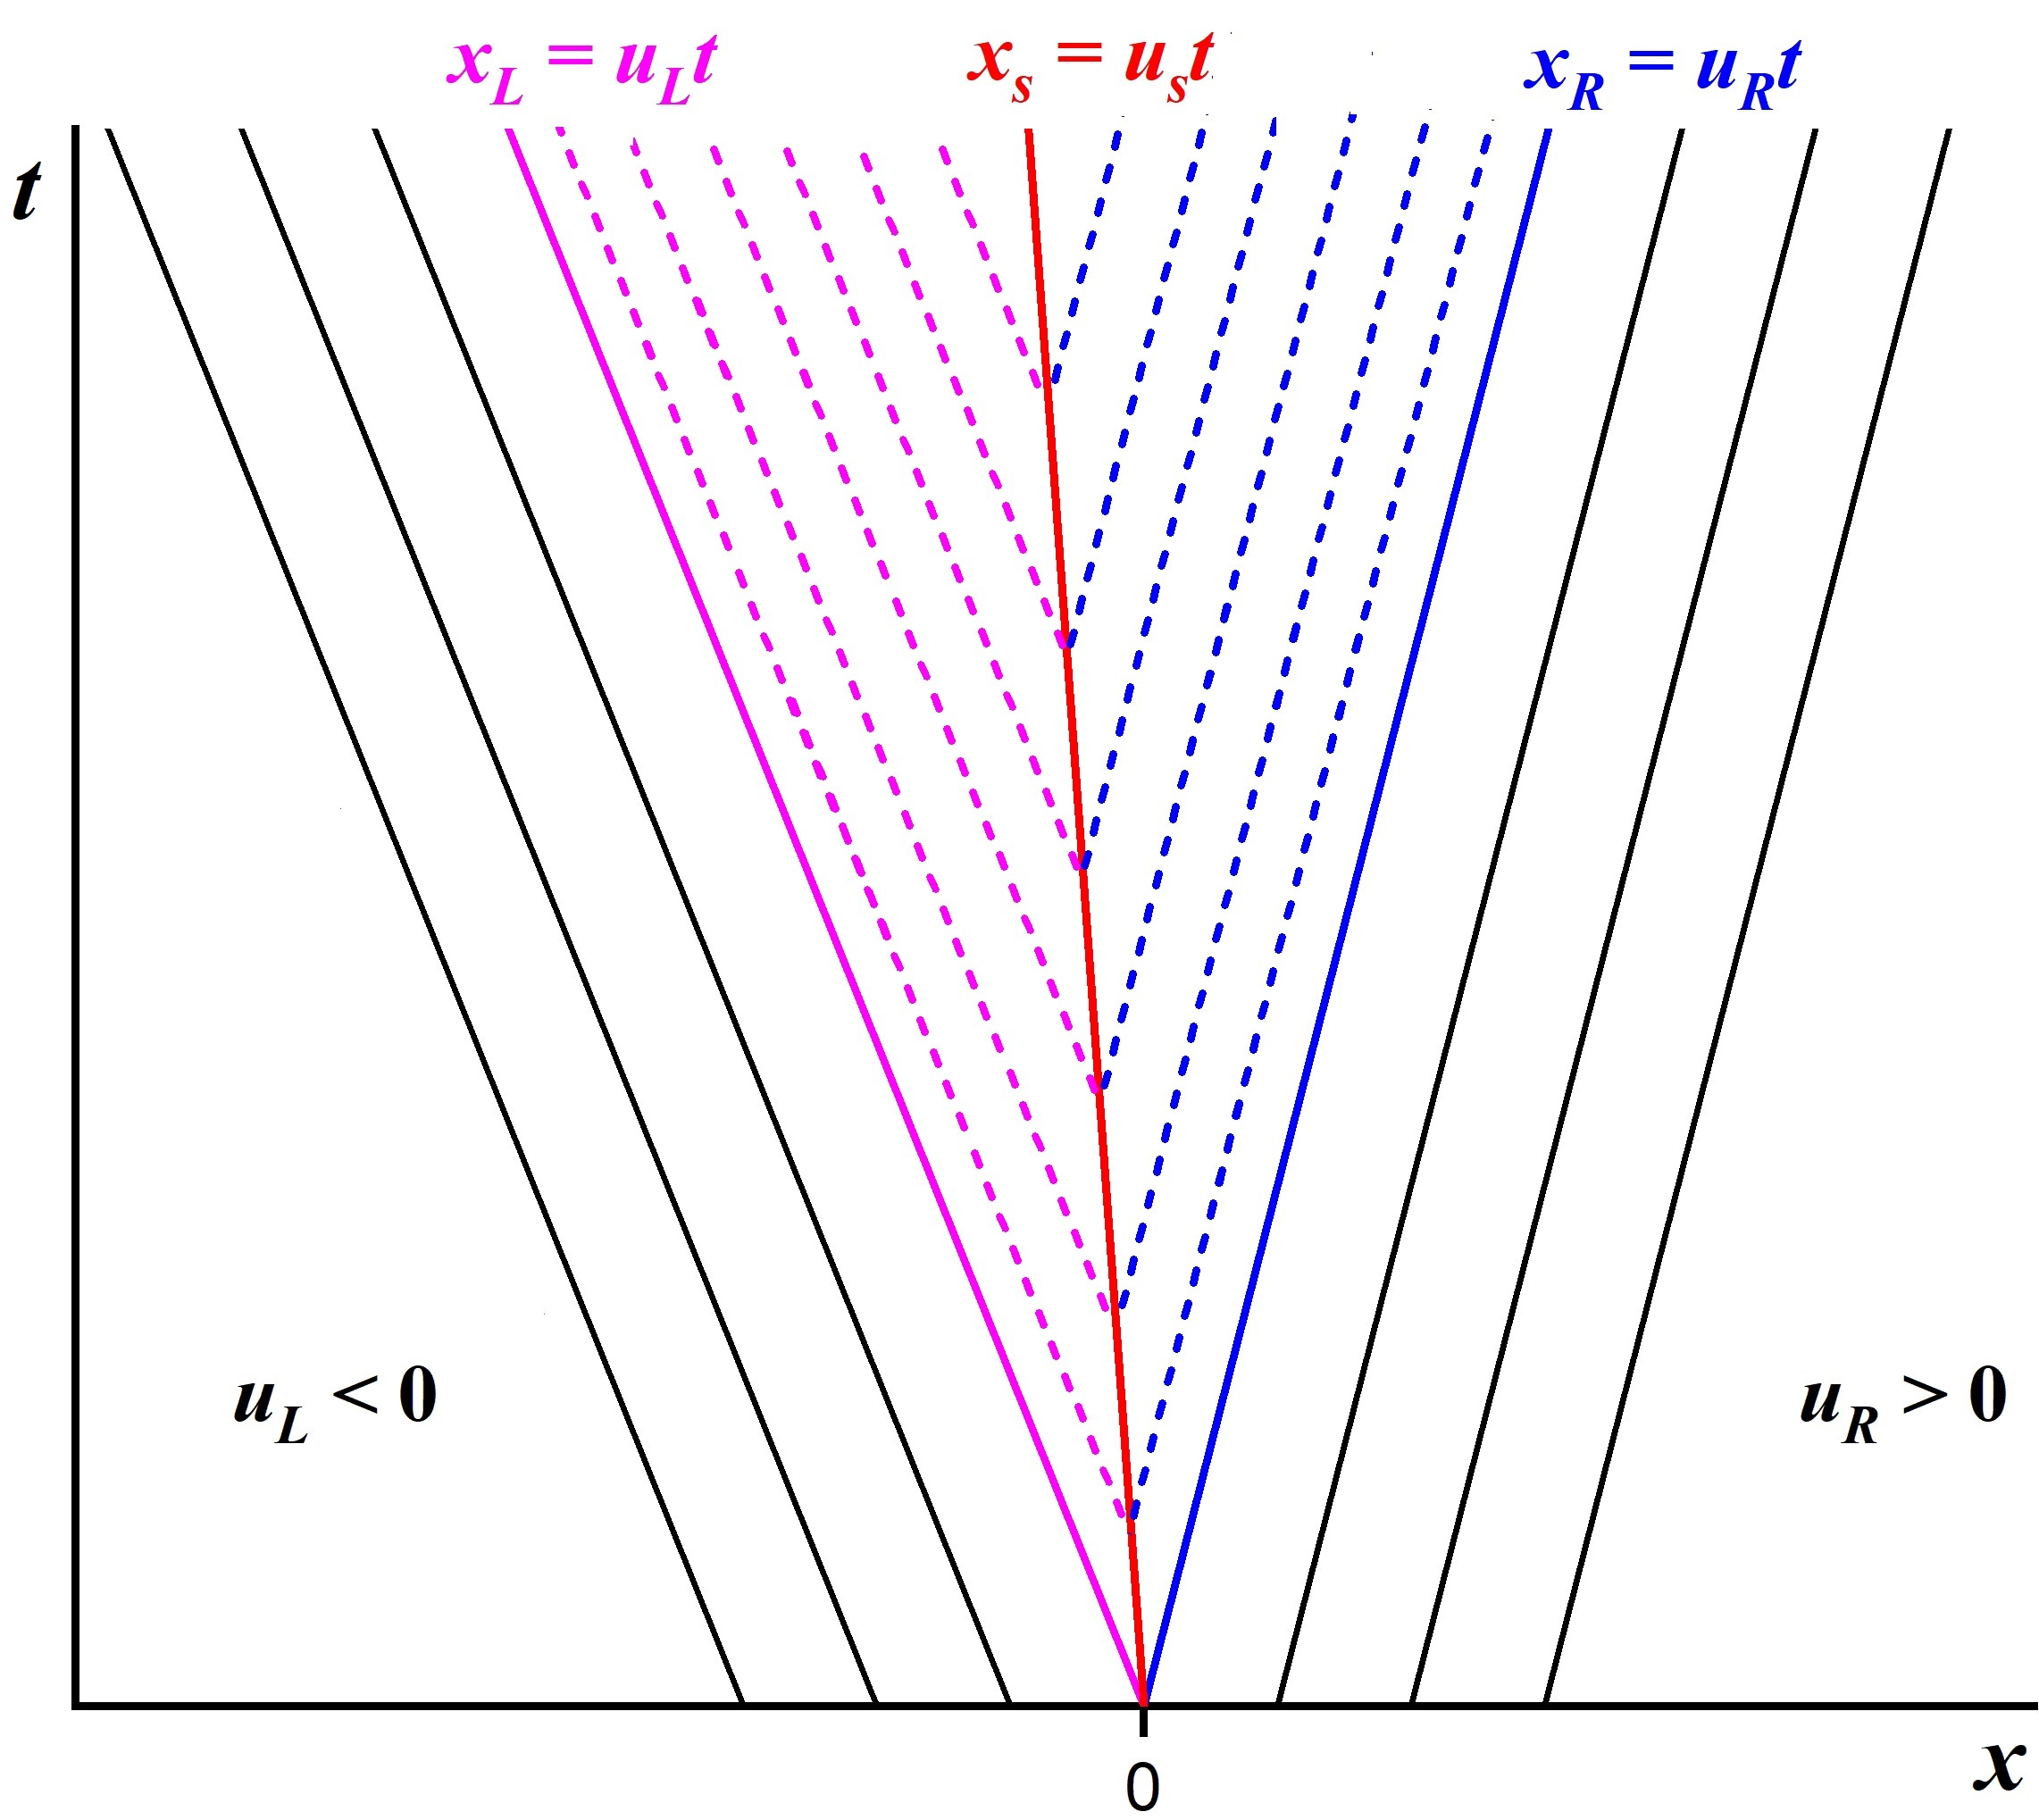 x_L = u_L t
x_s = u_s t
x_R = u_R t
t
u_L < 0
u_R > 0
x
0